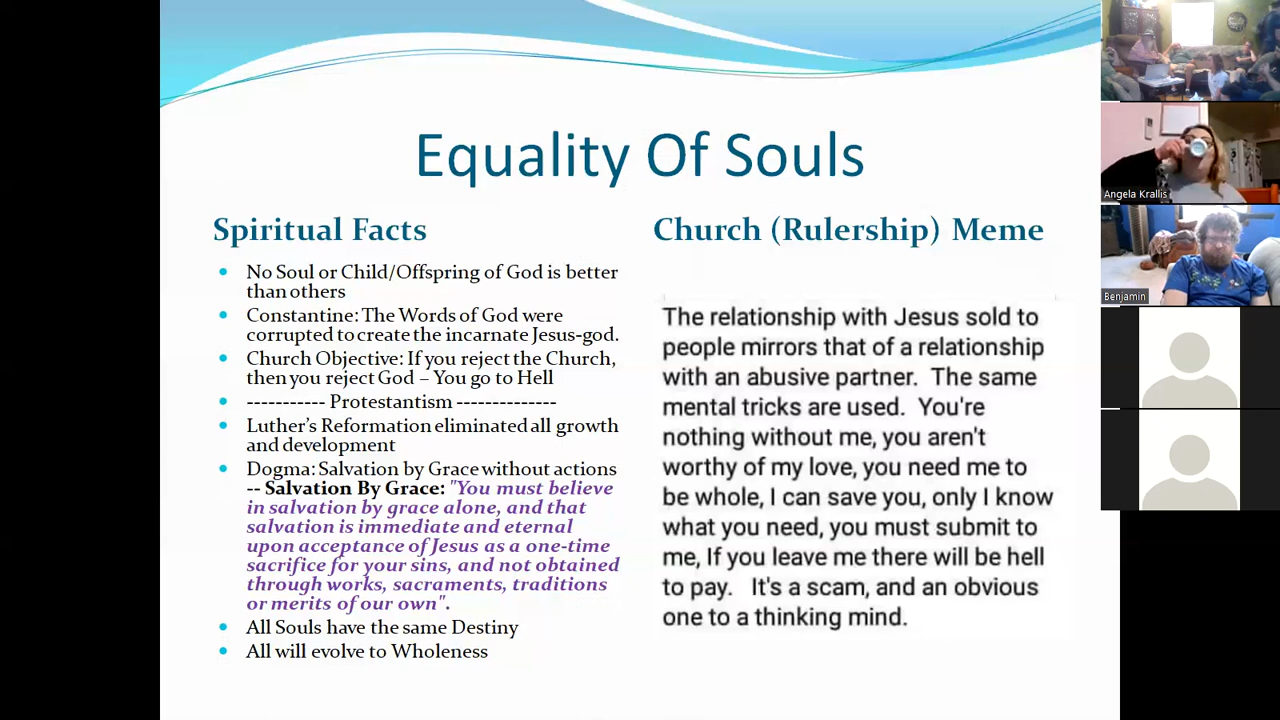 Equality Of Souls
Spiritual Facts
• No Soul or Child/Offspring of God is better
than others
• Constantine: The Words of God were
corrupted to create the incarnate Jesus-god.
• Church Objective: If you reject the Church,
then you reject God – You go to Hell
• ----------- Protestantism --------------
• Luther's Reformation eliminated all growth
and development
• Dogma: Salvation by Grace without actions
-- Salvation By Grace: "You must believe
in salvation by grace alone, and that
salvation is immediate and eternal
upon acceptance of Jesus as a one-time
sacrifice for your sins, and not obtained
through works, sacraments, traditions
or merits of our own".
• All Souls have the same Destiny
• All will evolve to Wholeness
Church (Rulership) Meme
The relationship with Jesus sold to
people mirrors that of a relationship
with an abusive partner.  The same
mental tricks are used.  You're
nothing without me, you aren't
worthy of my love, you need me to
be whole, I can save you, only I know
what you need, you must submit to
me, If you leave me there will be hell
to pay.   It's a scam, and an obvious
one to a thinking mind.
Angela Krallis
Benjamin